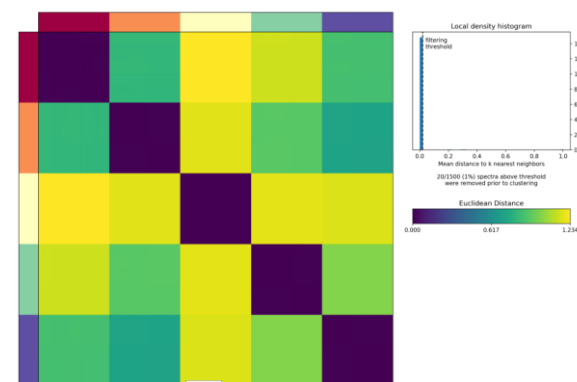 Local density histogram
filtering
threshold
0.0 0.2 0.4 0.6 0.8 1.0
Mean distance to k nearest neighbors
20/1500 (1%) spectra above threshold
were removed prior to clustering
Euclidean Distance
0.000 0.617 1.234